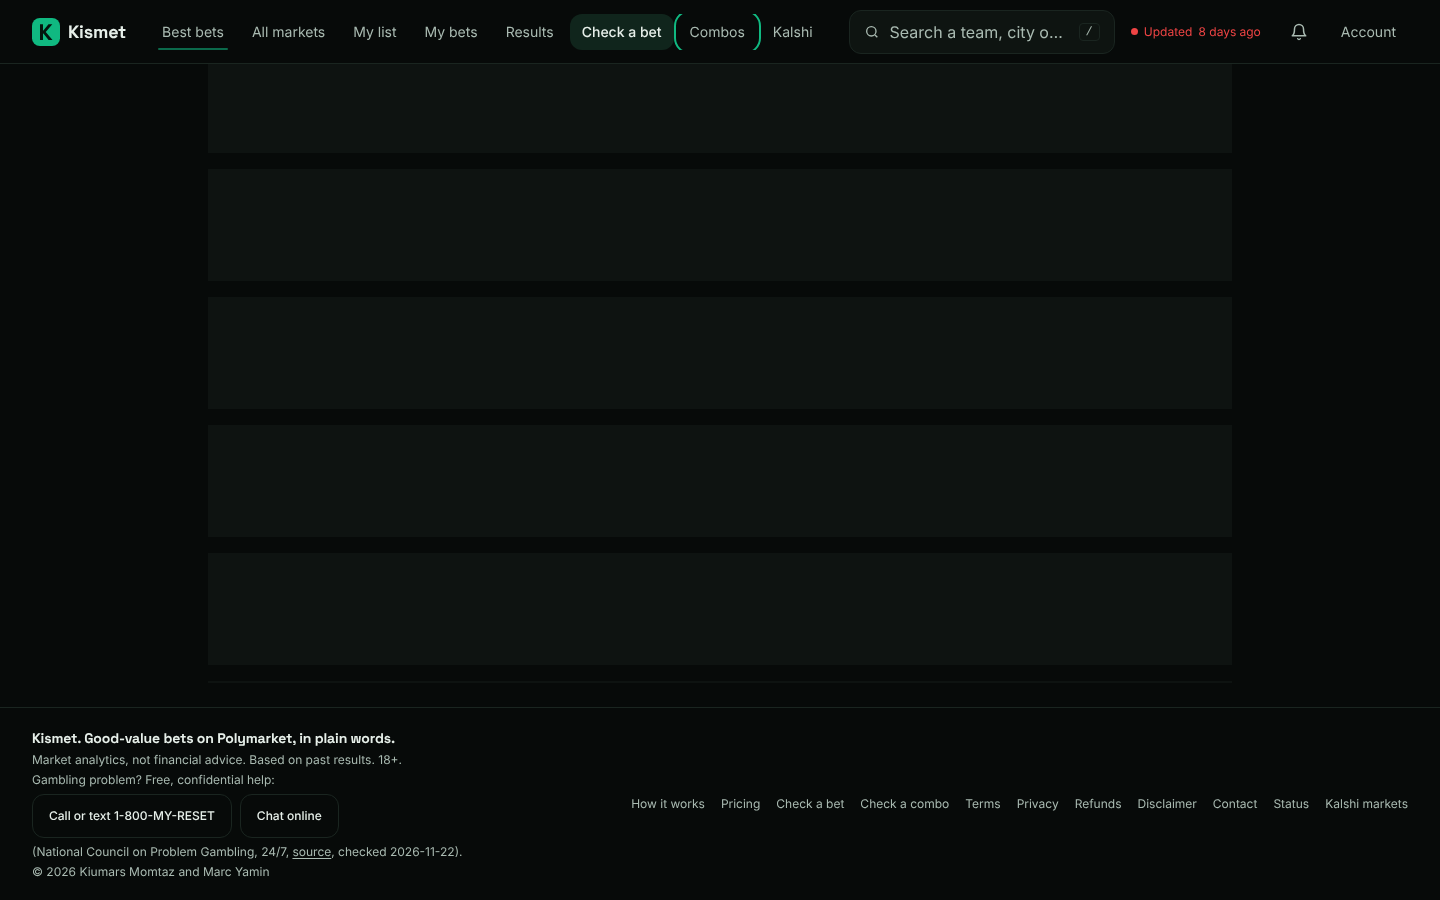 Kismet
Best bets
All markets
My list
My bets
Results
Check a bet
Combos
Kalshi
Search a team, city o...
/
Updated 8 days ago
Account
Kismet. Good-value bets on Polymarket, in plain words.
Market analytics, not financial advice. Based on past results. 18+.
Gambling problem? Free, confidential help:
Call or text 1-800-MY-RESET
Chat online
(National Council on Problem Gambling, 24/7, source, checked 2026-11-22).
© 2026 Kiumars Momtaz and Marc Yamin
How it works
Pricing
Check a bet
Check a combo
Terms
Privacy
Refunds
Disclaimer
Contact
Status
Kalshi markets